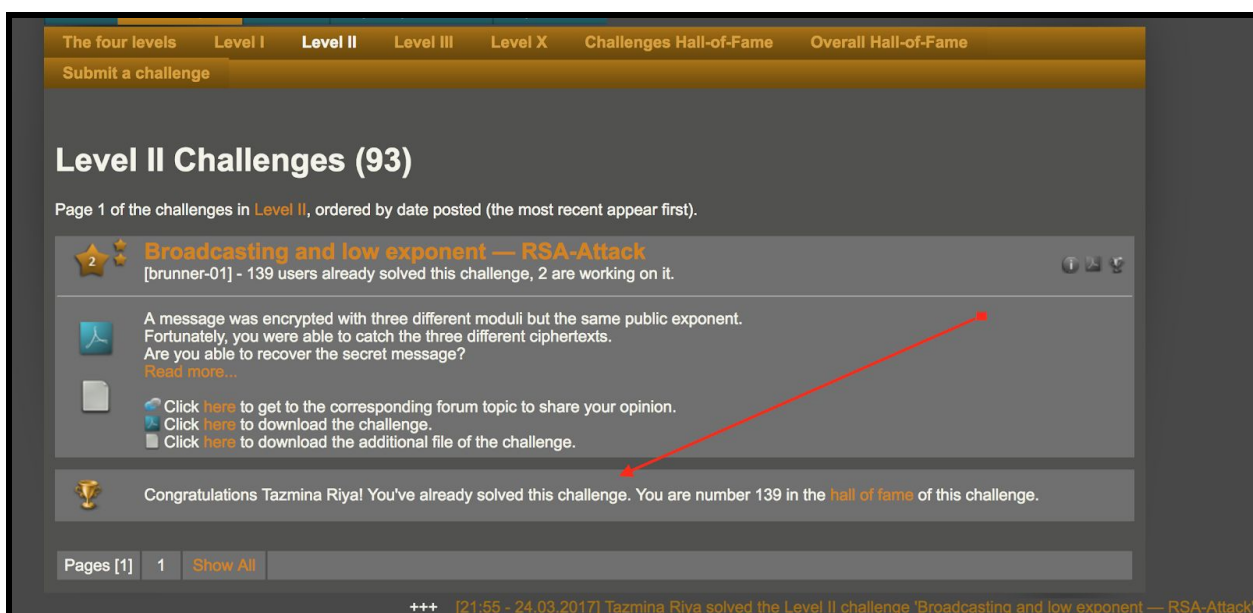 The four levels Level I Level II Level III Level X Challenges Hall-of-Fame Overall Hall-of-Fame
Submit a challenge
Level II Challenges (93)
Page 1 of the challenges in Level II, ordered by date posted (the most recent appear first).
2
Broadcasting and low exponent — RSA-Attack
[brunner-01] - 139 users already solved this challenge, 2 are working on it.
A message was encrypted with three different moduli but the same public exponent.
Fortunately, you were able to catch the three different ciphertexts.
Are you able to recover the secret message?
Read more...
Click here to get to the corresponding forum topic to share your opinion.
Click here to download the challenge.
Click here to download the additional file of the challenge.
Congratulations Tazmina Riya! You've already solved this challenge. You are number 139 in the hall of fame of this challenge.
Pages [1] 1 Show All
+++ [21:55 - 24.03.2017] Tazmina Riya solved the Level II challenge 'Broadcasting and low exponent — RSA-Attack